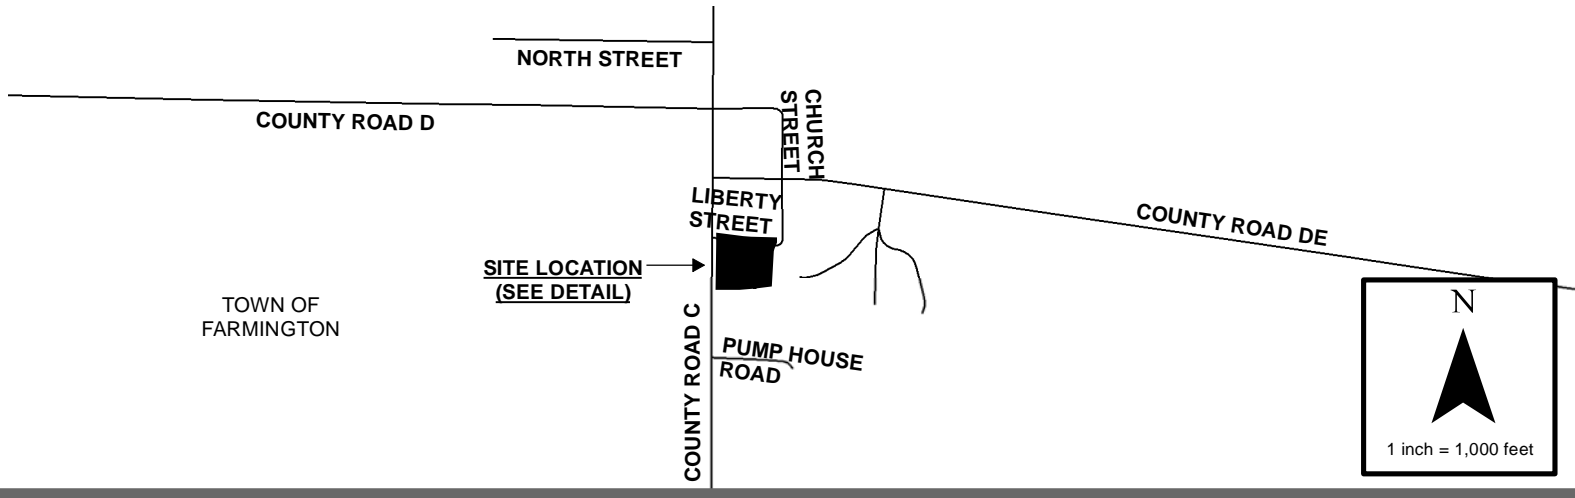 NORTH STREET
COUNTY ROAD D
CHURCH
STREET
LIBERTY
STREET
COUNTY ROAD DE
SITE LOCATION
(SEE DETAIL)
TOWN OF
FARMINGTON
COUNTY ROAD C
PUMP HOUSE
ROAD
N
1 inch = 1,000 feet